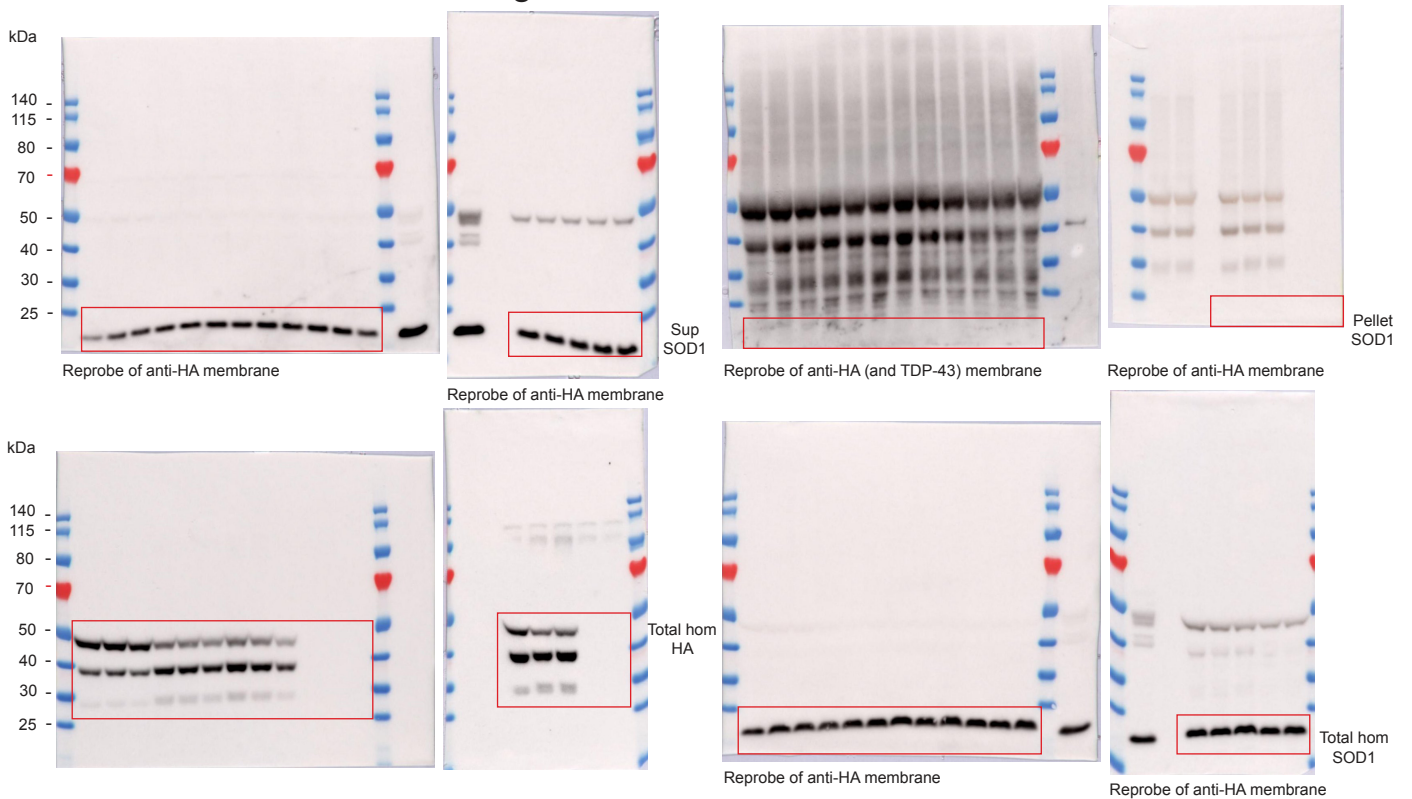 g
kDa
140
115
80
70
50
40
30
25
Sup
SOD1
Pellet
SOD1
Reprobe of anti-HA membrane
Reprobe of anti-HA membrane
Reprobe of anti-HA (and TDP-43) membrane
Reprobe of anti-HA membrane
kDa
140
115
80
70
50
40
30
25
Total hom
HA
Total hom
SOD1
Reprobe of anti-HA membrane
Reprobe of anti-HA membrane